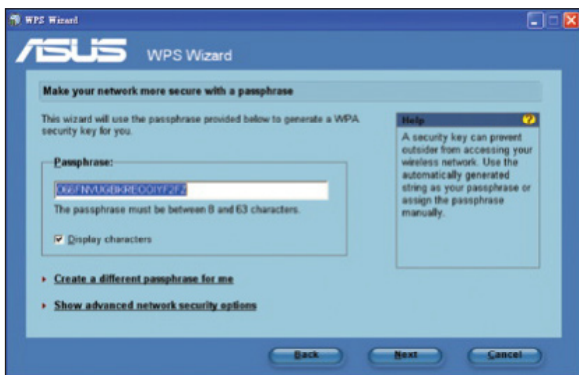 WPS Wizard
ASUS WPS Wizard
Make your network more secure with a passphrase
This wizard will use the passphrase provided below to generate a WPA
security key for you.
Passphrase:
The passphrase must be between 8 and 63 characters.
Display characters
Create a different passphrase for me
Show advanced network security options
Help
A security key can prevent
outsider from accessing your
wireless network. Use the
automatically generated
string as your passphrase or
assign the passphrase
manually.
Back Next Cancel